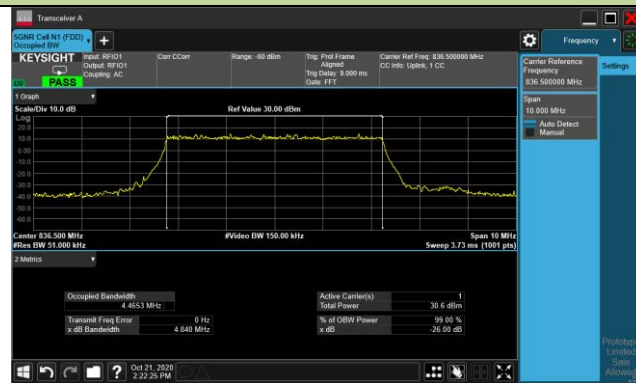 Transceiver A
5GNR Cell N1 (FDD)
Occupied BW
+
Frequency
KEYSIGHT
Input: RFIO1
Output: RFIO1
Coupling: AC
Corr CCorr
Range: -60 dBm
Trig: Prot Frame
Aligned
Trig Delay: 9.000 ms
Gate: FFT
Carrier Ref Freq: 836.500000 MHz
CC Info: Uplink, 1 CC
PASS
Carrier Reference
Frequency
836.500000 MHz
Settings
Span
10.000 MHz
Auto Detect
Manual
1 Graph
Scale/Div 10.0 dB
Ref Value 30.00 dBm
Log
20.0
10.0
0.00
-10.0
-20.0
-30.0
-40.0
-50.0
-60.0
Center 836.500 MHz
#Video BW 150.00 kHz
Span 10 MHz
#Res BW 51.000 kHz
Sweep 3.73 ms (1001 pts)
2 Metrics
Occupied Bandwidth
4.4653 MHz
Active Carrier(s) 1
Total Power 30.6 dBm
Transmit Freq Error 0 Hz
x dB Bandwidth 4.840 MHz
% of OBW Power 99.00 %
x dB -26.00 dB
Prototype
Limited
Sale
Allowed
?
Oct 21, 2020
2:22:25 PM